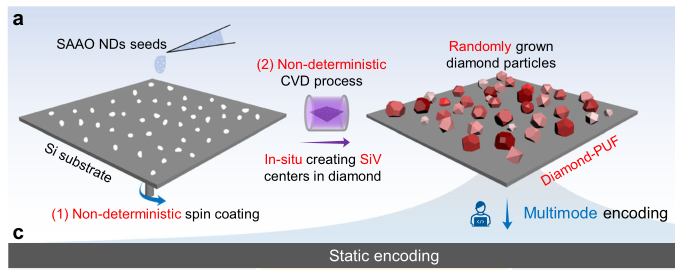 a
SAAO NDs seeds
(2) Non-deterministic
CVD process
Randomly grown
diamond particles
Si substrate
In-situ creating SiV
centers in diamond
Diamond-PUF
(1) Non-deterministic spin coating
Multimode encoding
c
Static encoding